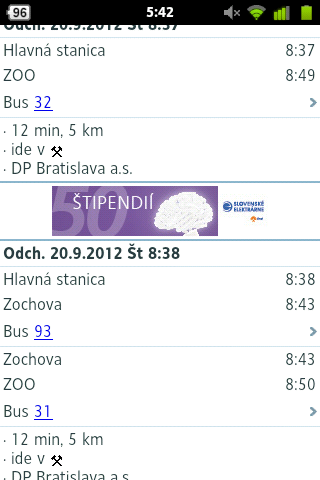 96
5:42
Odch. 20.9.2012 Št 8:37
Hlavná stanica 8:37
ZOO 8:49
Bus 32
· 12 min, 5 km
· ide v ⚒
· DP Bratislava a.s.
50 ŠTIPENDIÍ SLOVENSKÉ ELEKTRÁRNE
Odch. 20.9.2012 Št 8:38
Hlavná stanica 8:38
Zochova 8:43
Bus 93
Zochova 8:43
ZOO 8:50
Bus 31
· 12 min, 5 km
· ide v ⚒
· DP Bratislava a.s.